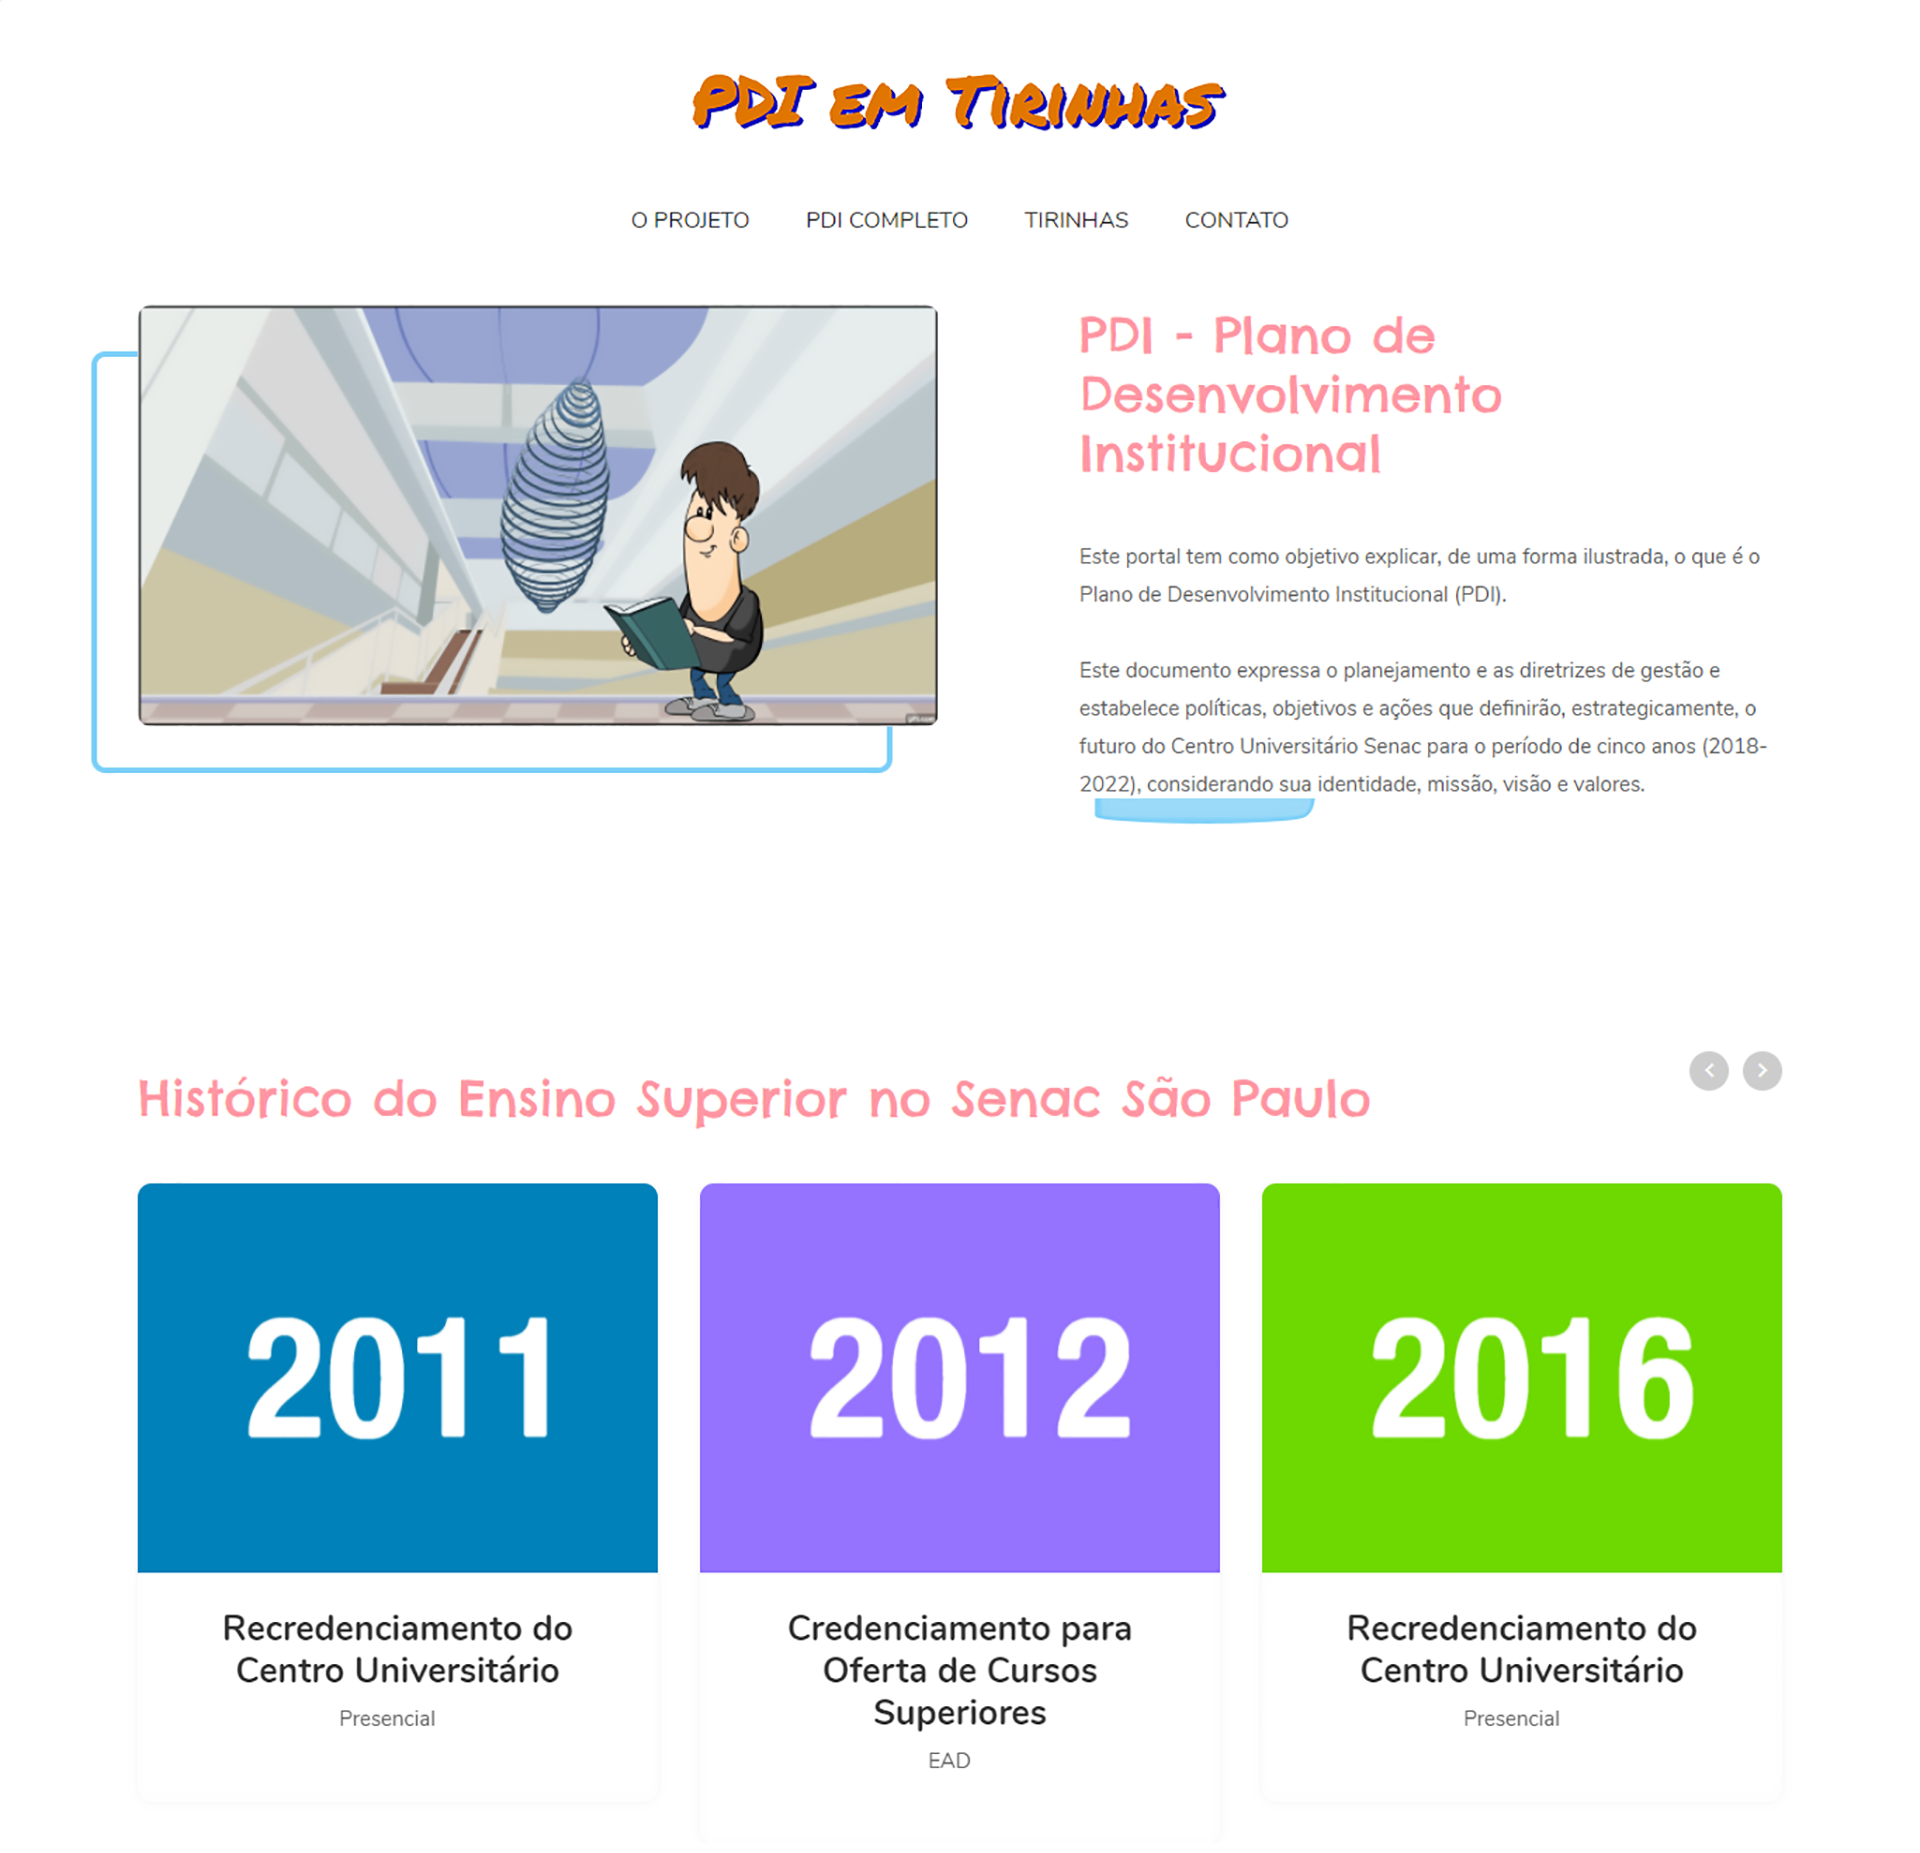 PDI em Tirinhas
O PROJETO PDI COMPLETO TIRINHAS CONTATO
PDI - Plano de
Desenvolvimento
Institucional
Este portal tem como objetivo explicar, de uma forma ilustrada, o que é o
Plano de Desenvolvimento Institucional (PDI).
Este documento expressa o planejamento e as diretrizes de gestão e
estabelece políticas, objetivos e ações que definirão, estrategicamente, o
futuro do Centro Universitário Senac para o período de cinco anos (2018-
2022), considerando sua identidade, missão, visão e valores.
Histórico do Ensino Superior no Senac São Paulo
2011
Recredenciamento do
Centro Universitário
Presencial
2012
Credenciamento para
Oferta de Cursos
Superiores
EAD
2016
Recredenciamento do
Centro Universitário
Presencial